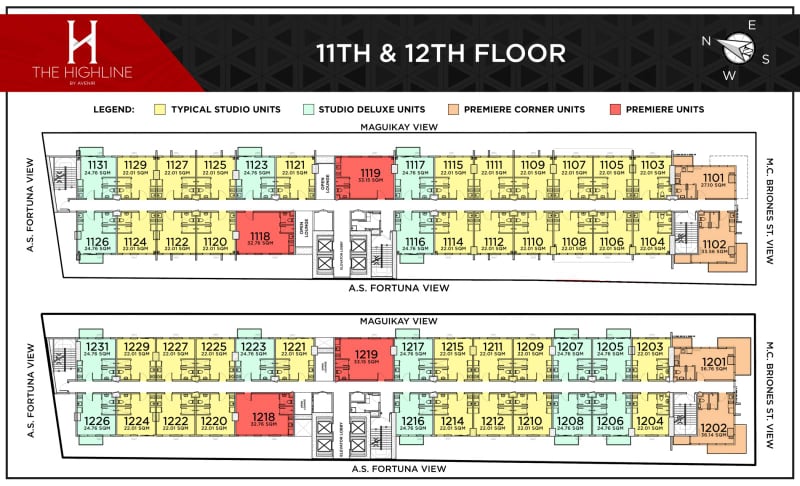 H
THE HIGHLINE
BY AVENIR
11TH & 12TH FLOOR
E
N
S
W
LEGEND: TYPICAL STUDIO UNITS STUDIO DELUXE UNITS PREMIERE CORNER UNITS PREMIERE UNITS
MAGUIKAY VIEW
A.S. FORTUNA VIEW
1131 1129 1127 1125 1123 1121 1119 1117 1115 1111 1109 1107 1105 1103 1101
24.76 SQM 22.01 SQM 22.01 SQM 22.01 SQM 24.76 SQM 22.01 SQM 33.15 SQM 24.76 SQM 22.01 SQM 22.01 SQM 22.01 SQM 22.01 SQM 22.01 SQM 22.01 SQM 27.10 SQM
OPEN LOUNGE
M.C. BRIONES ST. VIEW
1126 1124 1122 1120 1118 1116 1114 1112 1110 1108 1106 1104 1102
24.76 SQM 22.01 SQM 22.01 SQM 22.01 SQM 32.76 SQM 24.76 SQM 22.01 SQM 22.01 SQM 22.01 SQM 22.01 SQM 22.01 SQM 22.01 SQM 33.56 SQM
OPEN LOUNGE
ELEVATOR LOBBY
A.S. FORTUNA VIEW
MAGUIKAY VIEW
A.S. FORTUNA VIEW
1231 1229 1227 1225 1223 1221 1219 1217 1215 1211 1209 1207 1205 1203 1201
24.76 SQM 22.01 SQM 22.01 SQM 22.01 SQM 24.76 SQM 22.01 SQM 33.15 SQM 24.76 SQM 22.01 SQM 22.01 SQM 22.01 SQM 24.76 SQM 24.76 SQM 22.01 SQM 36.76 SQM
M.C. BRIONES ST. VIEW
1226 1224 1222 1220 1218 1216 1214 1212 1210 1208 1206 1204 1202
24.76 SQM 22.01 SQM 22.01 SQM 22.01 SQM 32.76 SQM 24.76 SQM 22.01 SQM 22.01 SQM 22.01 SQM 24.76 SQM 24.76 SQM 22.01 SQM 36.14 SQM
ELEVATOR LOBBY
A.S. FORTUNA VIEW